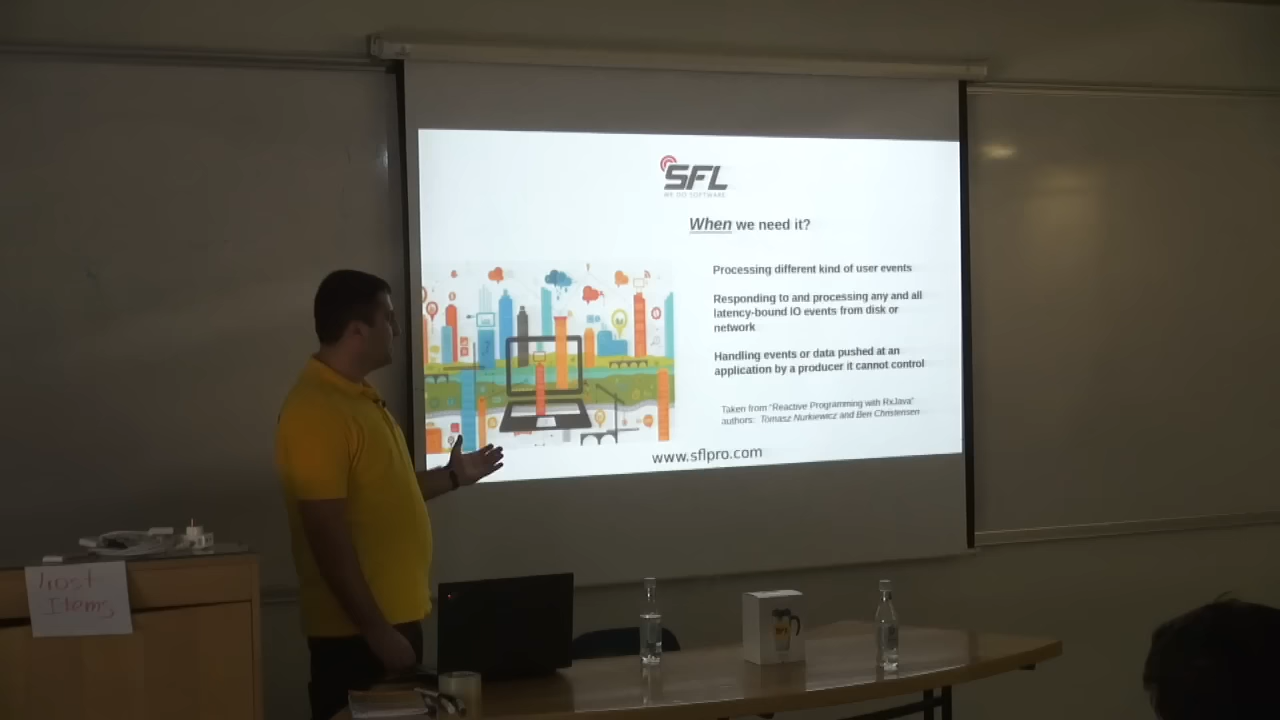 SFL
WE DO SOFTWARE
When we need it?
Processing different kind of user events
Responding to and processing any and all
latency-bound IO events from disk or
network
Handling events or data pushed at an
application by a producer it cannot control
Taken from "Reactive Programming with RxJava"
authors: Tomasz Nurkiewicz and Ben Christensen
www.sflpro.com
Lost
Items